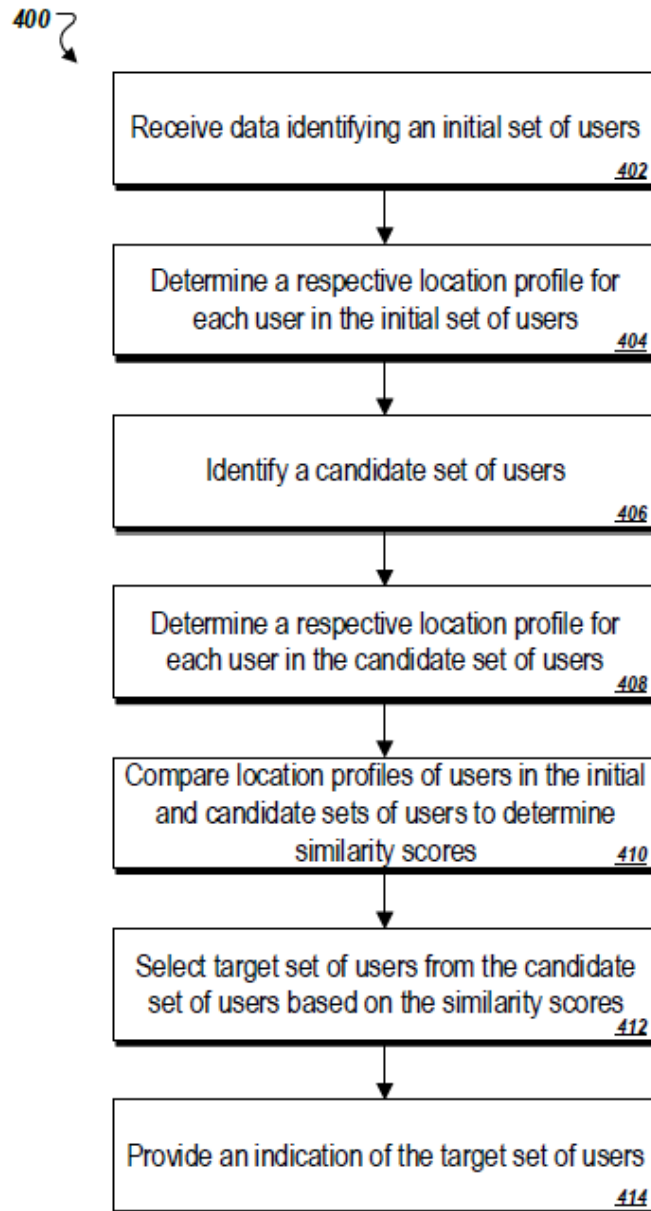 400
Receive data identifying an initial set of users
402
Determine a respective location profile for
each user in the initial set of users
404
Identify a candidate set of users
406
Determine a respective location profile for
each user in the candidate set of users
408
Compare location profiles of users in the initial
and candidate sets of users to determine
similarity scores
410
Select target set of users from the candidate
set of users based on the similarity scores
412
Provide an indication of the target set of users
414